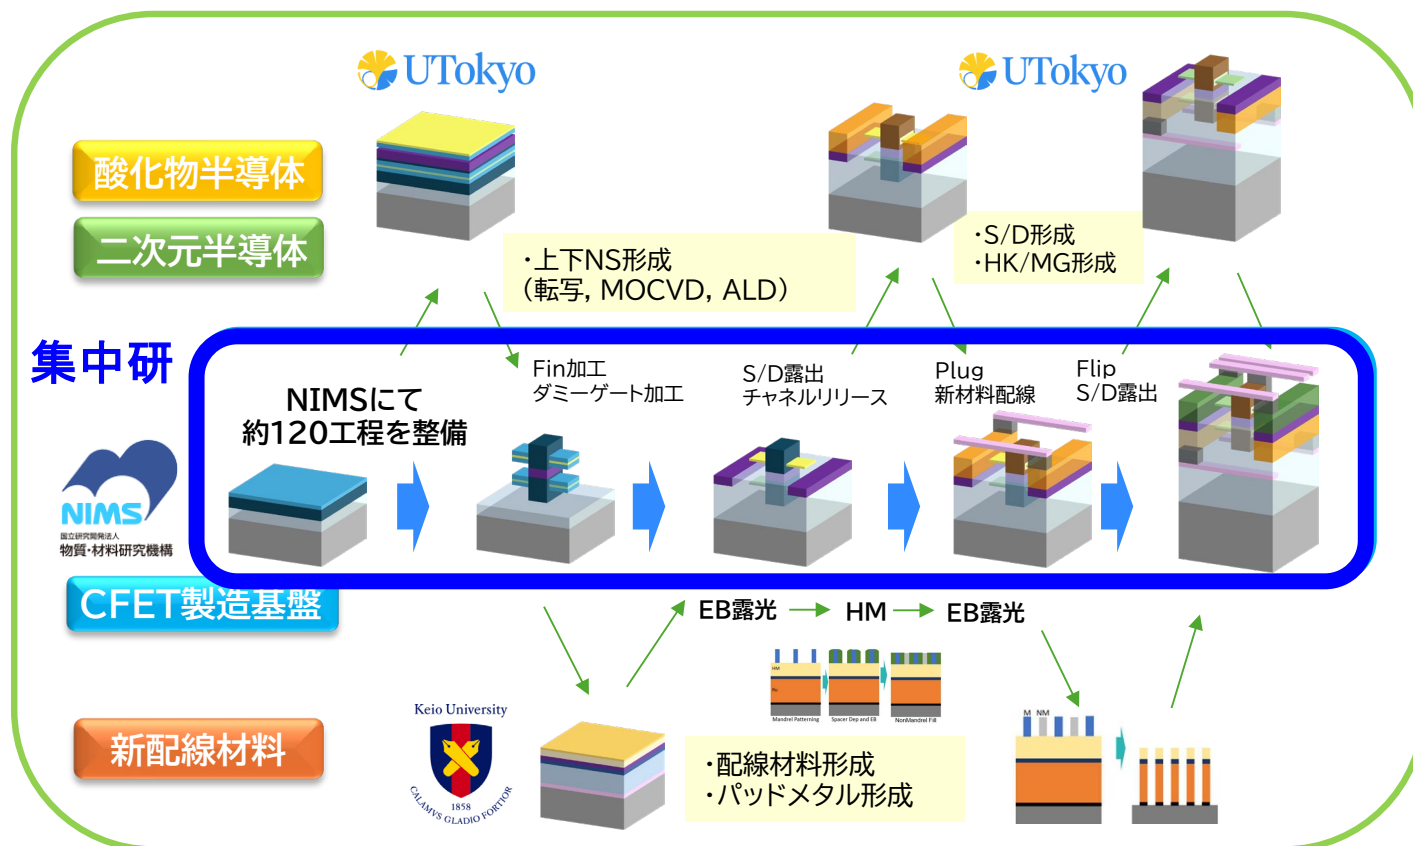 UTokyo
UTokyo
酸化物半導体
二次元半導体
・上下NS形成
（転写, MOCVD, ALD）
・S/D形成
・HK/MG形成
集中研
NIMSにて
約120工程を整備
Fin加工
ダミーゲート加工
S/D露出
チャネルリリース
Plug
新材料配線
Flip
S/D露出
NIMS
国立研究開発法人
物質・材料研究機構
CFET製造基盤
EB露光
HM
EB露光
HM
Ru
Mandrel Patterning
Spacer Dep and EB
NonMandrel Fill
新配線材料
Keio University
1858
CALAMVS GLADIO FORTIOR
・配線材料形成
・パッドメタル形成
M NM